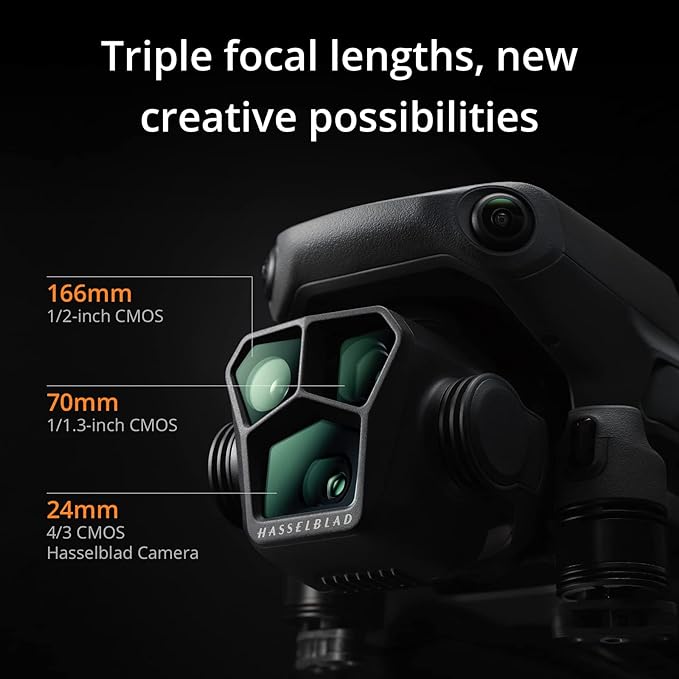 Triple focal lengths, new
creative possibilities
166mm
1/2-inch CMOS
70mm
1/1.3-inch CMOS
24mm
4/3 CMOS
Hasselblad Camera
HASSELBLAD